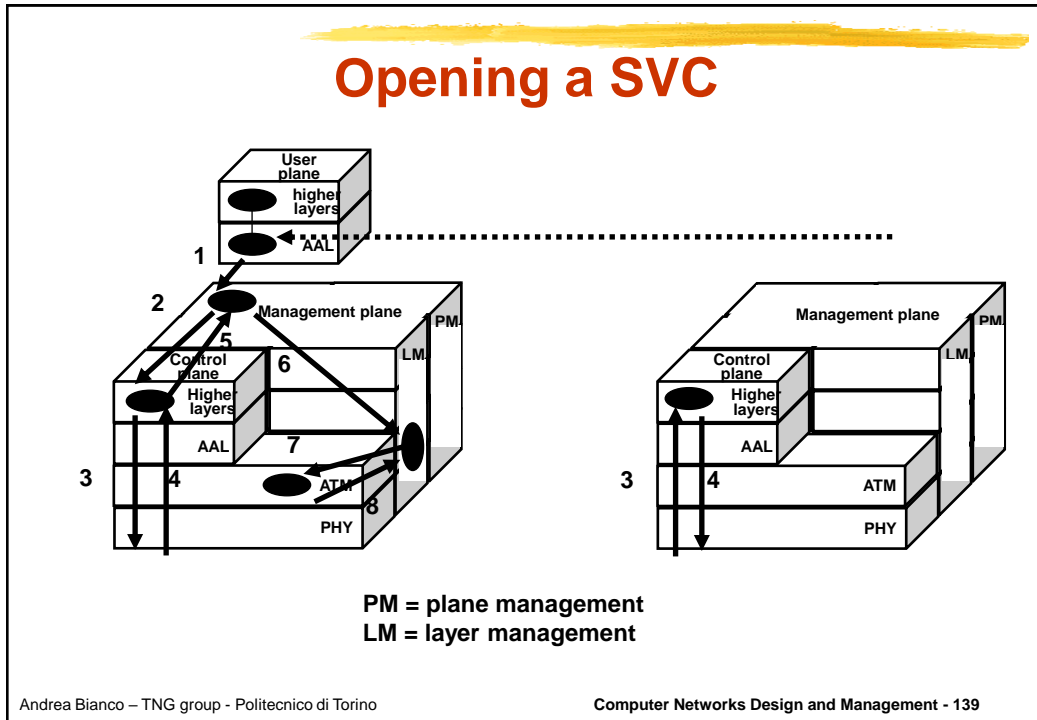 Opening a SVC
User
plane
higher
layers
AAL
1
2
Management plane
PM
5
6
LM
Control
plane
Higher
layers
7
AAL
3
4
ATM
8
PHY
Management plane
PM
LM
Control
plane
Higher
layers
AAL
3
4
ATM
PHY
PM = plane management
LM = layer management
Andrea Bianco – TNG group - Politecnico di Torino
Computer Networks Design and Management - 139